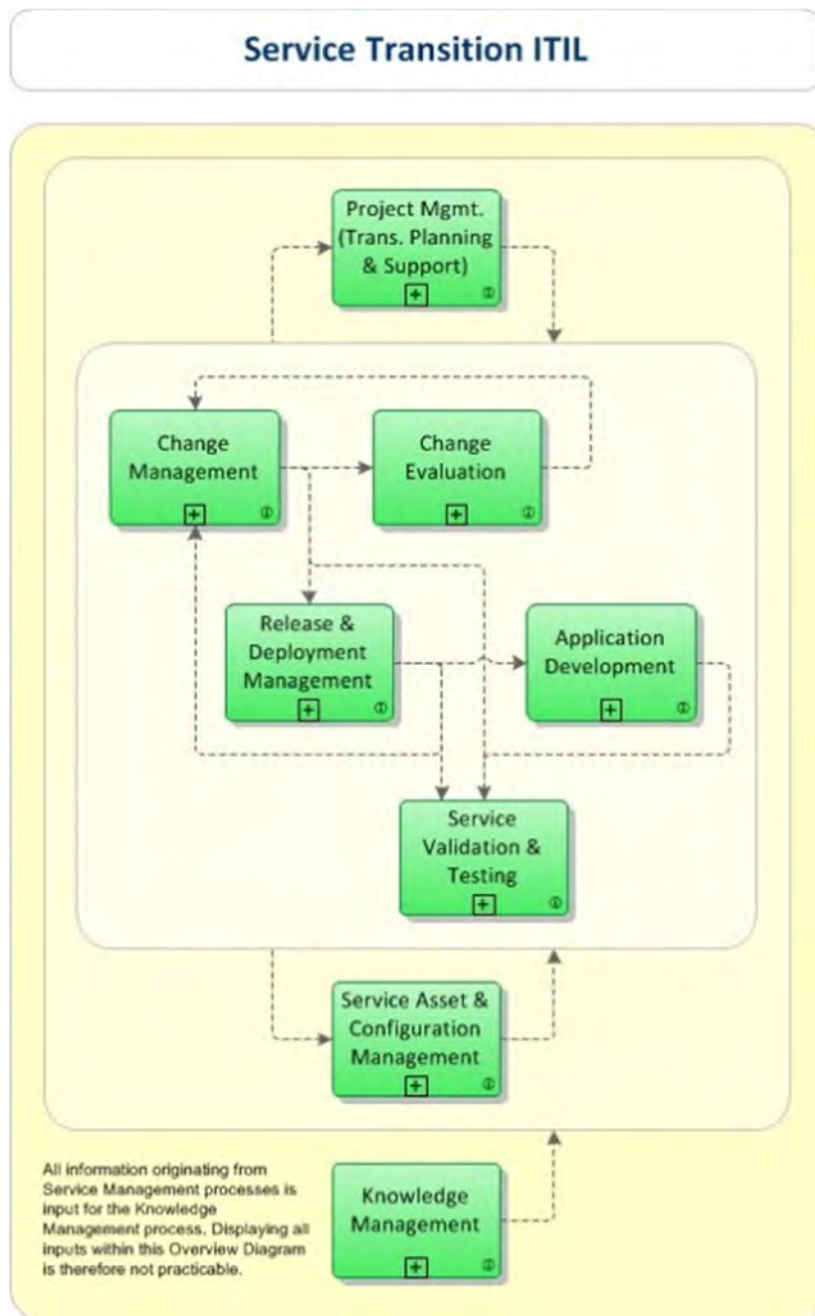 Service Transition ITIL
Project Mgmt.
(Trans. Planning
& Support)
Change
Management
Change
Evaluation
Release &
Deployment
Management
Application
Development
Service
Validation &
Testing
Service Asset &
Configuration
Management
All information originating from
Service Management processes is
input for the Knowledge
Management process. Displaying all
inputs within this Overview Diagram
is therefore not practicable.
Knowledge
Management